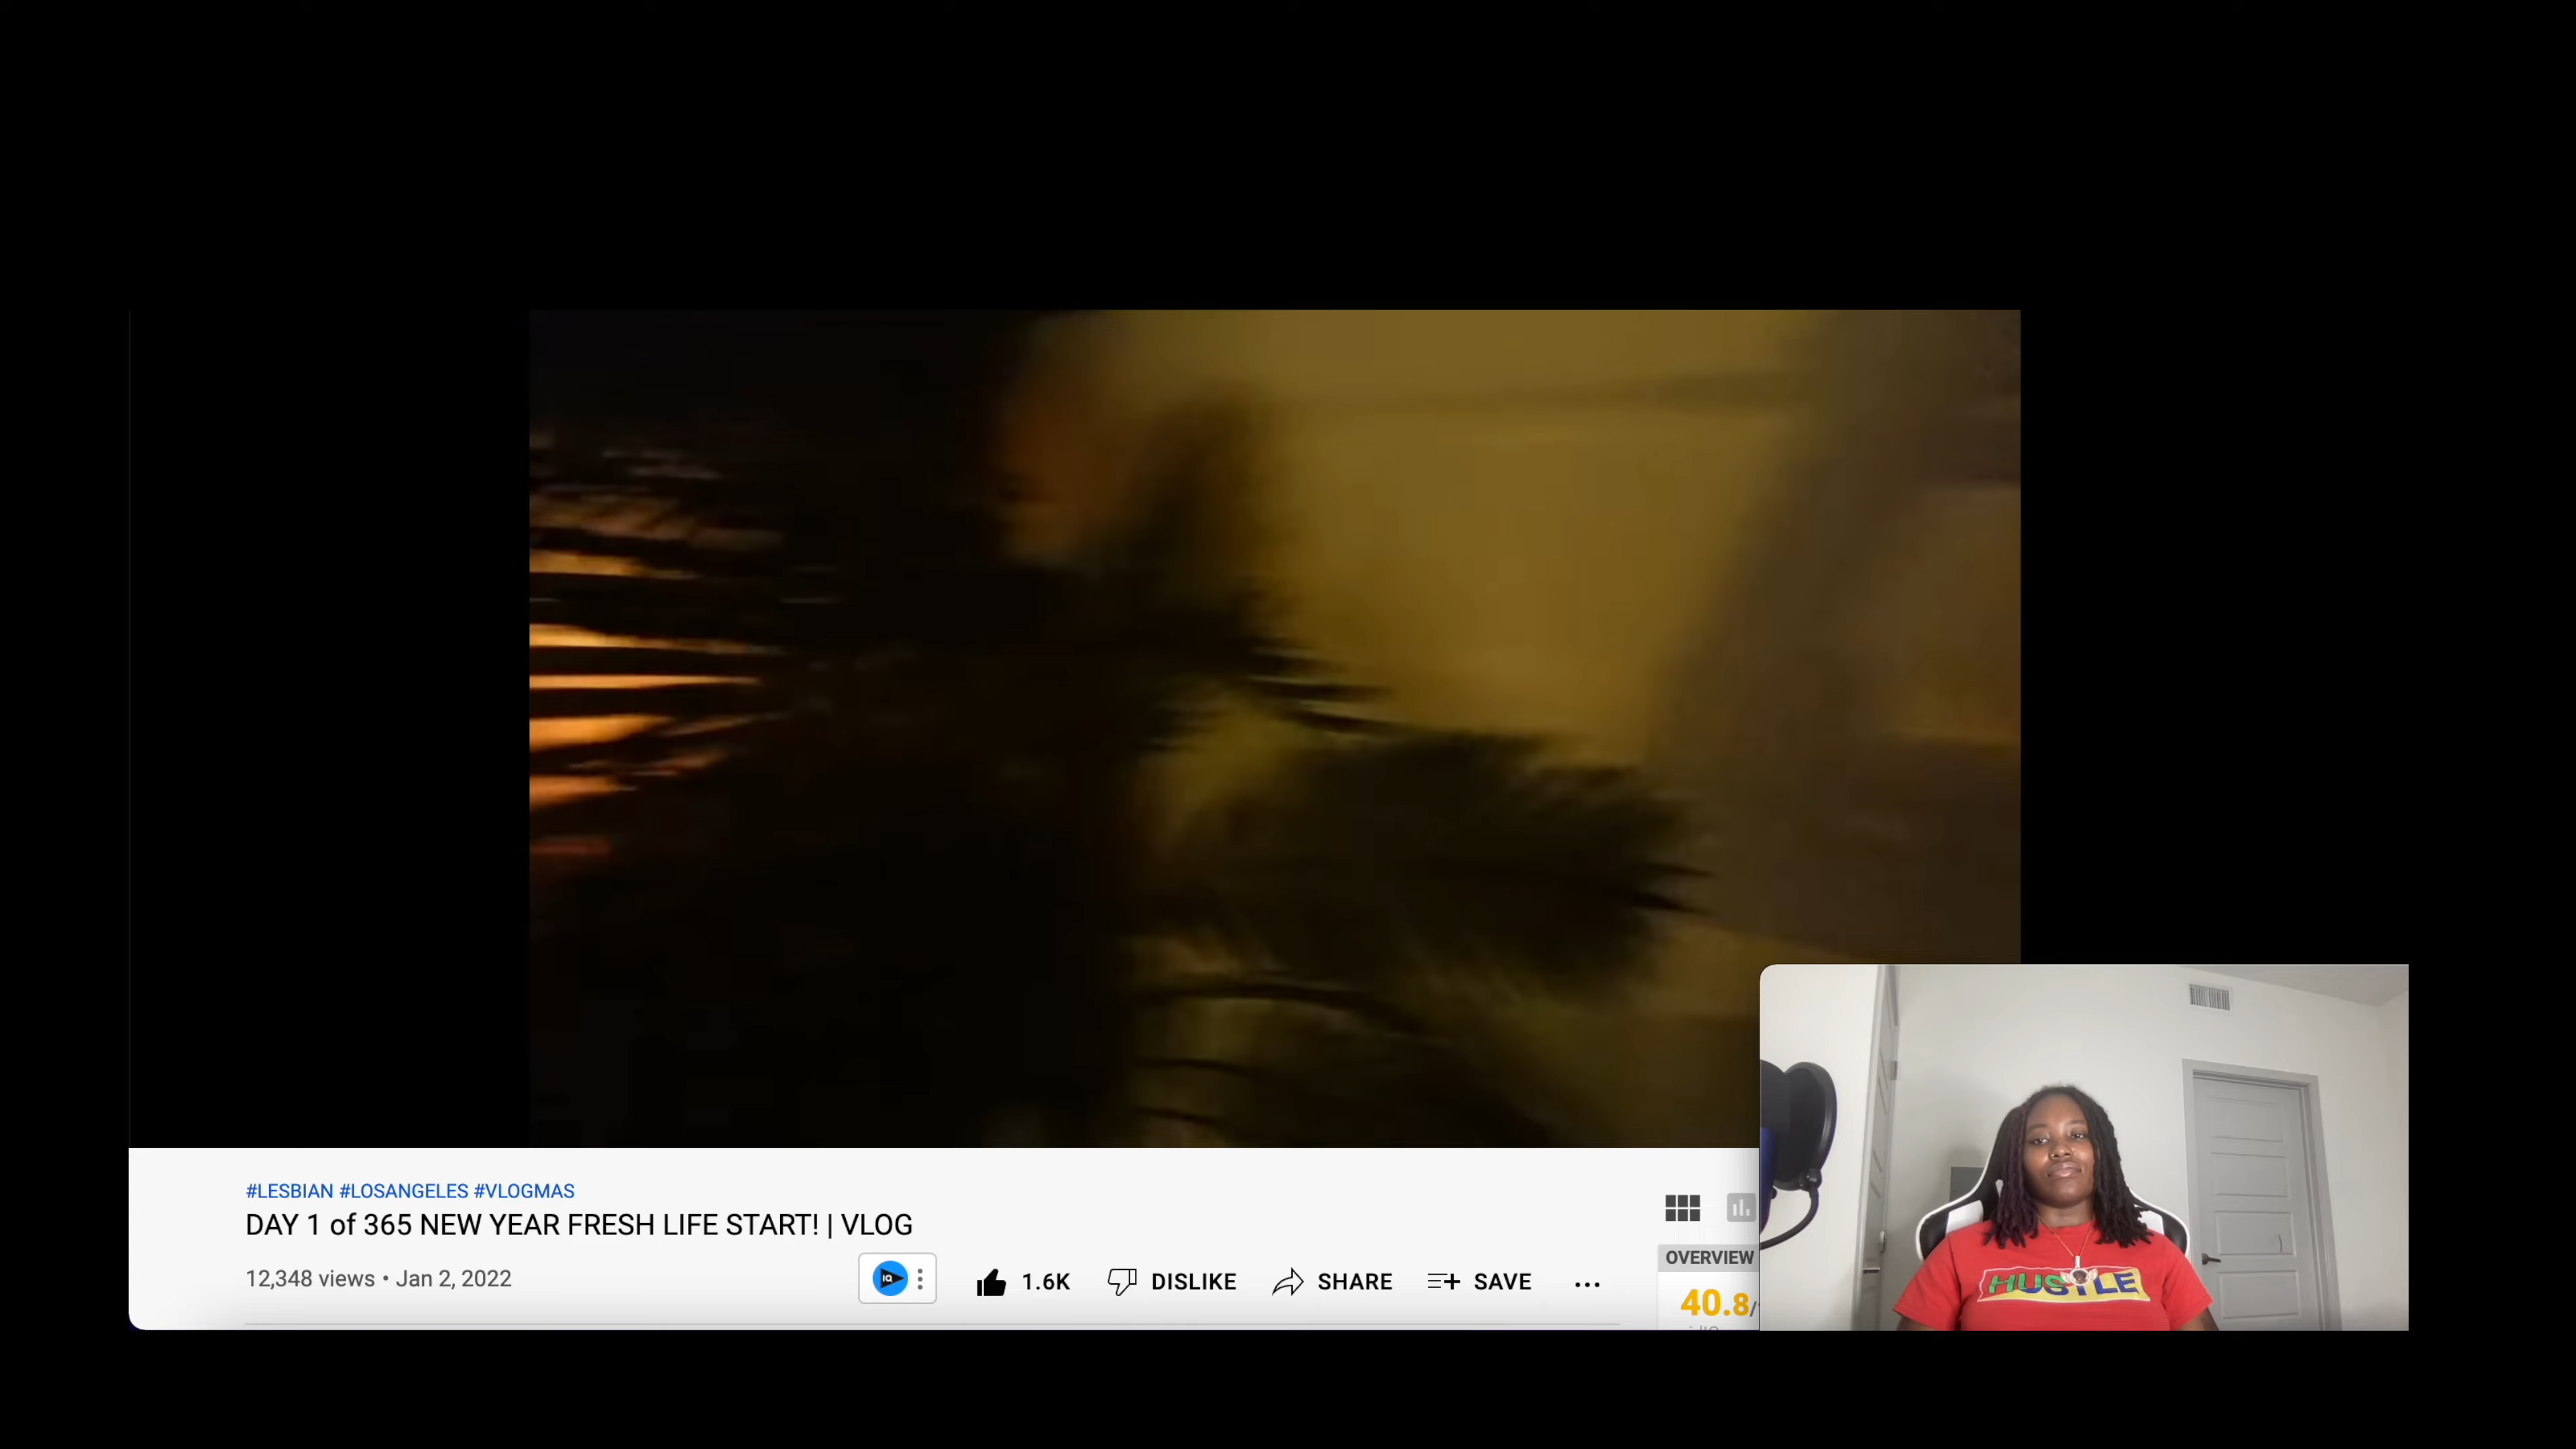 #LESBIAN #LOSANGELES #VLOGMAS
DAY 1 of 365 NEW YEAR FRESH LIFE START! | VLOG
12,348 views • Jan 2, 2022
IQ
1.6K
DISLIKE
SHARE
SAVE
OVERVIEW
40.8/
HUSTLE